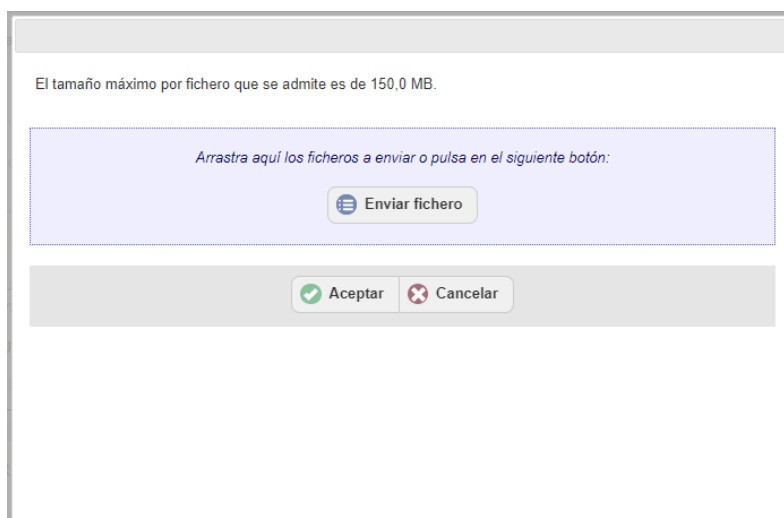 El tamaño máximo por fichero que se admite es de 150,0 MB.
Arrastra aquí los ficheros a enviar o pulsa en el siguiente botón:
Enviar fichero
Aceptar Cancelar